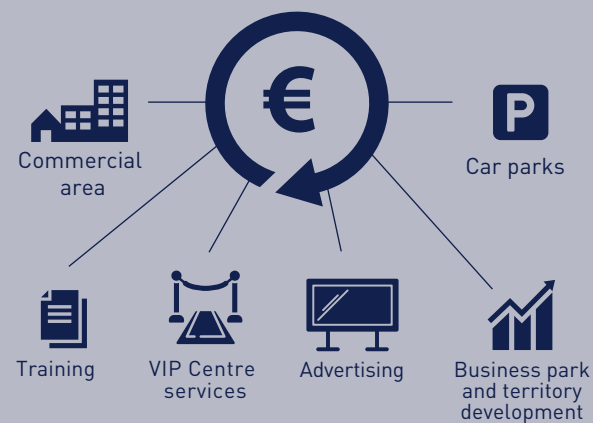 €
P
Commercial
area
Car parks
Training
VIP Centre
services
Advertising
Business park
and territory
development